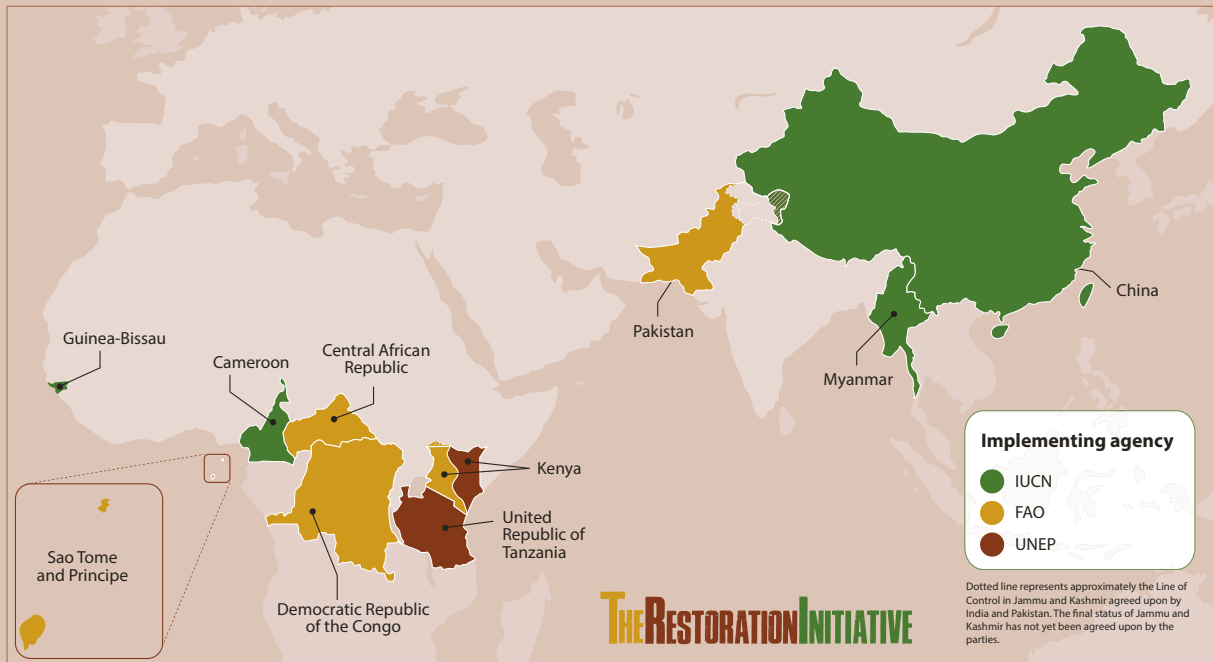 Guinea-Bissau
Cameroon
Central African
Republic
Pakistan
China
Myanmar
Kenya
United
Republic of
Tanzania
Sao Tome
and Principe
Democratic Republic
of the Congo
Implementing agency
IUCN
FAO
UNEP
THERESTORATIONINITIATIVE
Dotted line represents approximately the Line of
Control in Jammu and Kashmir agreed upon by
India and Pakistan. The final status of Jammu and
Kashmir has not yet been agreed upon by the
parties.